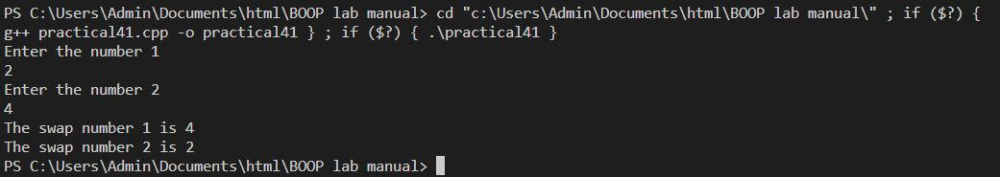 PS C:\Users\Admin\Documents\html\BOOP lab manual> cd "c:\Users\Admin\Documents\html\BOOP lab manual\" ; if ($?) {
g++ practical41.cpp -o practical41 } ; if ($?) { .\practical41 }
Enter the number 1
2
Enter the number 2
4
The swap number 1 is 4
The swap number 2 is 2
PS C:\Users\Admin\Documents\html\BOOP lab manual>